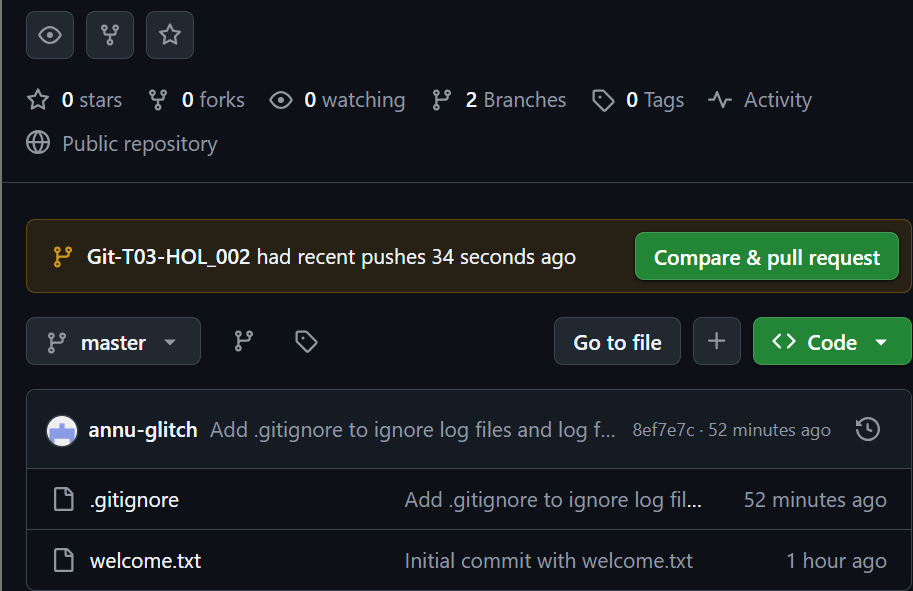 0 stars 0 forks 0 watching 2 Branches 0 Tags Activity
Public repository
Git-T03-HOL_002 had recent pushes 34 seconds ago Compare & pull request
master Go to file Code
annu-glitch Add .gitignore to ignore log files and log f... 8ef7e7c · 52 minutes ago
.gitignore Add .gitignore to ignore log fil... 52 minutes ago
welcome.txt Initial commit with welcome.txt 1 hour ago